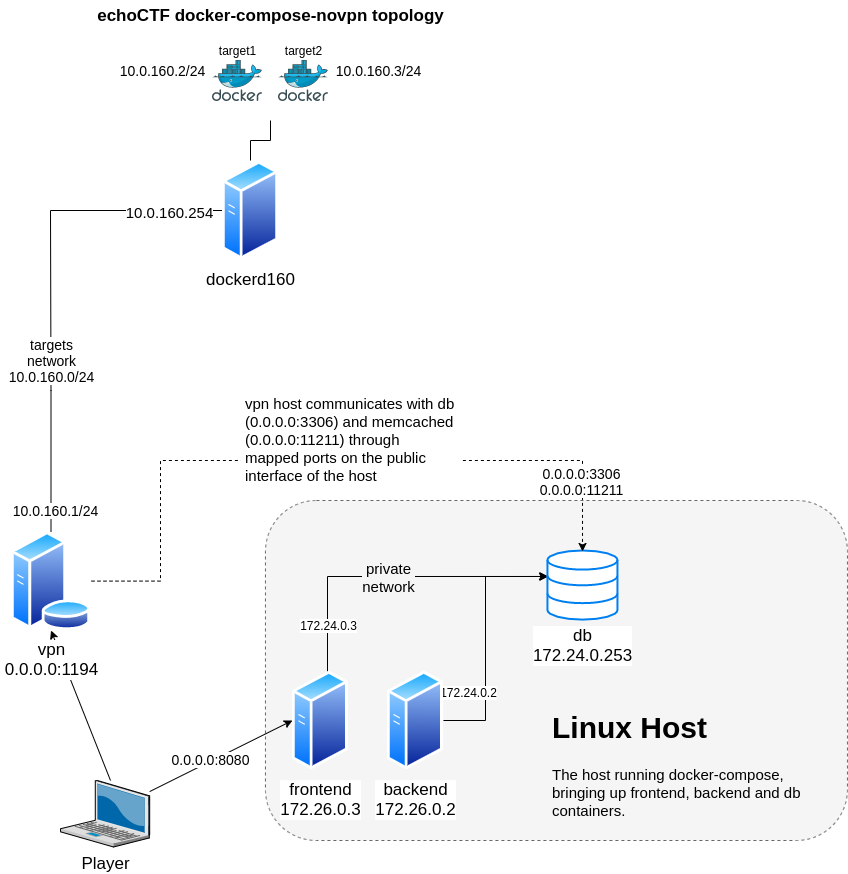 echoCTF docker-compose-novpn topology
target1
target2
10.0.160.2/24
10.0.160.3/24
docker
docker
10.0.160.254
dockerd160
targets
network
10.0.160.0/24
vpn host communicates with db
(0.0.0.0:3306) and memcached
(0.0.0.0:11211) through
mapped ports on the public
interface of the host
0.0.0.0:3306
0.0.0.0:11211
10.0.160.1/24
private
network
172.24.0.3
db
172.24.0.253
vpn
0.0.0.0:1194
172.24.0.2
Linux Host
0.0.0.0:8080
The host running docker-compose,
bringing up frontend, backend and db
containers.
frontend
172.26.0.3
backend
172.26.0.2
Player